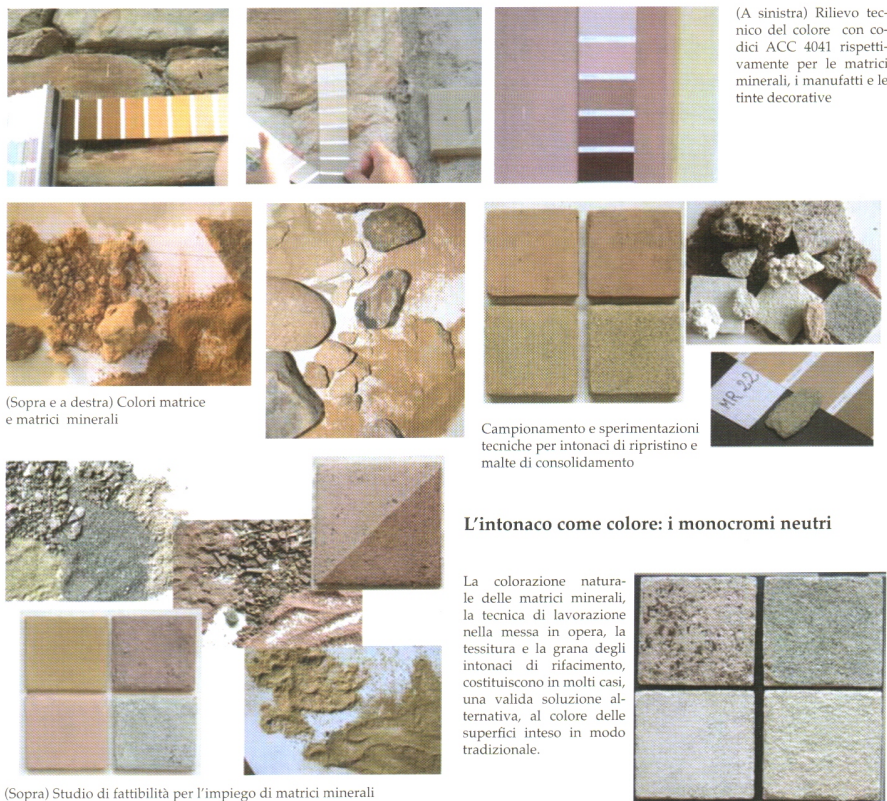 (A sinistra) Rilievo tec-
nico del colore con co-
dici ACC 4041 rispetti-
vamente per le matrici
minerali, i manufatti e le
tinte decorative
1
(Sopra e a destra) Colori matrice
e matrici minerali
MR 22
Campionamento e sperimentazioni
tecniche per intonaci di ripristino e
malte di consolidamento
L'intonaco come colore: i monocromi neutri
La colorazione natura-
le delle matrici minerali,
la tecnica di lavorazione
nella messa in opera, la
tessitura e la grana degli
intonaci di rifacimento,
costituiscono in molti casi,
una valida soluzione al-
ternativa, al colore delle
superfici inteso in modo
tradizionale.
(Sopra) Studio di fattibilità per l'impiego di matrici minerali